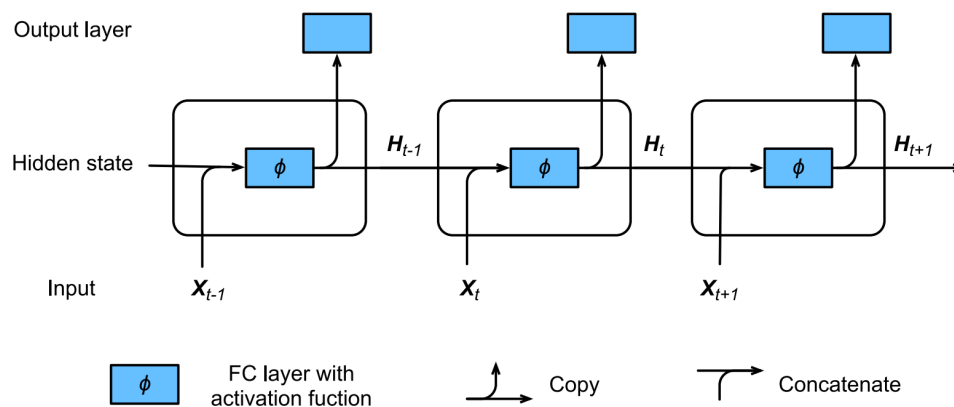 Output layer
Hidden state
ϕ
H_{t-1}
ϕ
H_t
ϕ
H_{t+1}
Input
X_{t-1}
X_t
X_{t+1}
ϕ
FC layer with
activation fuction
Copy
Concatenate